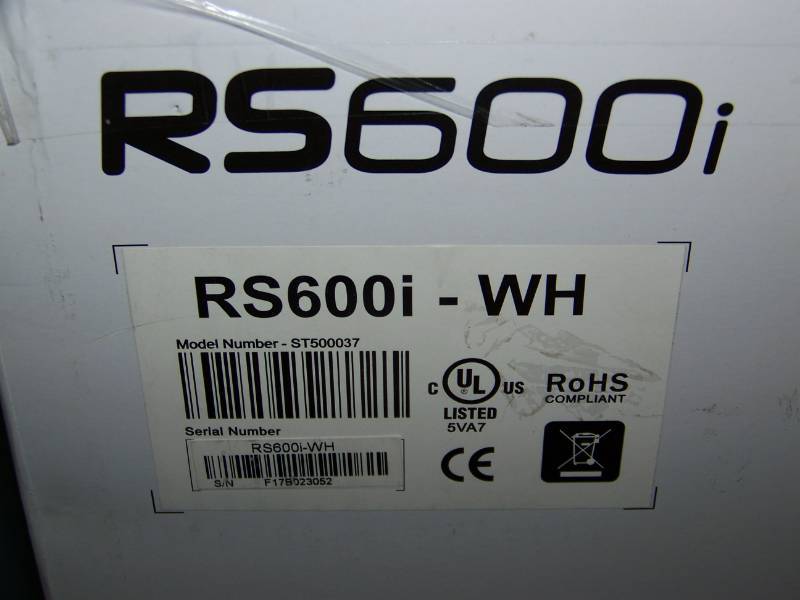 RS600i
RS600i - WH
Model Number - ST500037
C UL US
®
LISTED
5VA7
RoHS
COMPLIANT
Serial Number
RS600i-WH
S/N F17B023052
CE